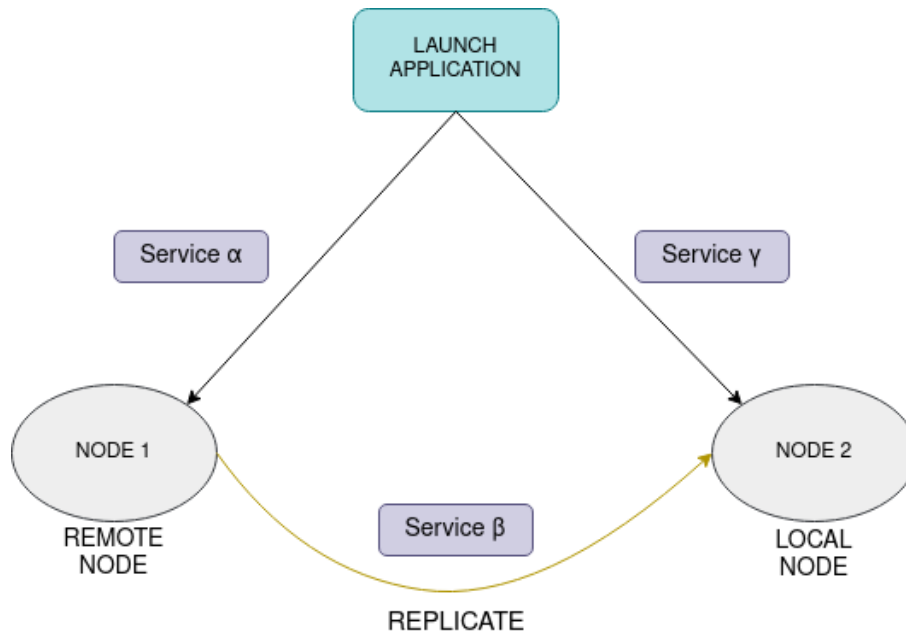 LAUNCH
APPLICATION
Service α
Service γ
NODE 1
NODE 2
REMOTE
NODE
Service β
LOCAL
NODE
REPLICATE